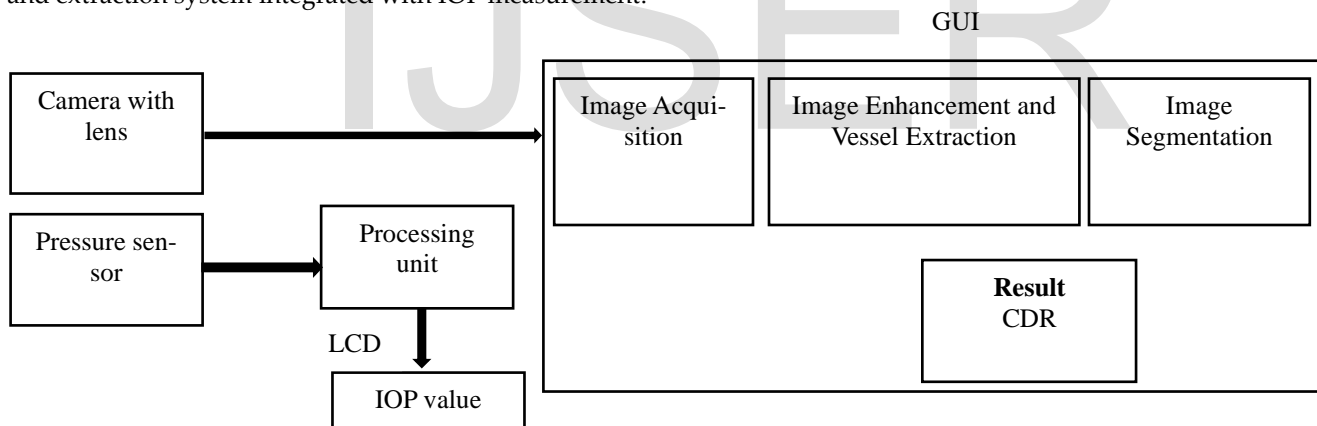 and extraction system integrated with IOP measurement.
IJSER
GUI
Camera with
lens
Image Acqui-
sition
Image Enhancement and
Vessel Extraction
Image
Segmentation
Pressure sen-
sor
Processing
unit
Result
CDR
LCD
IOP value